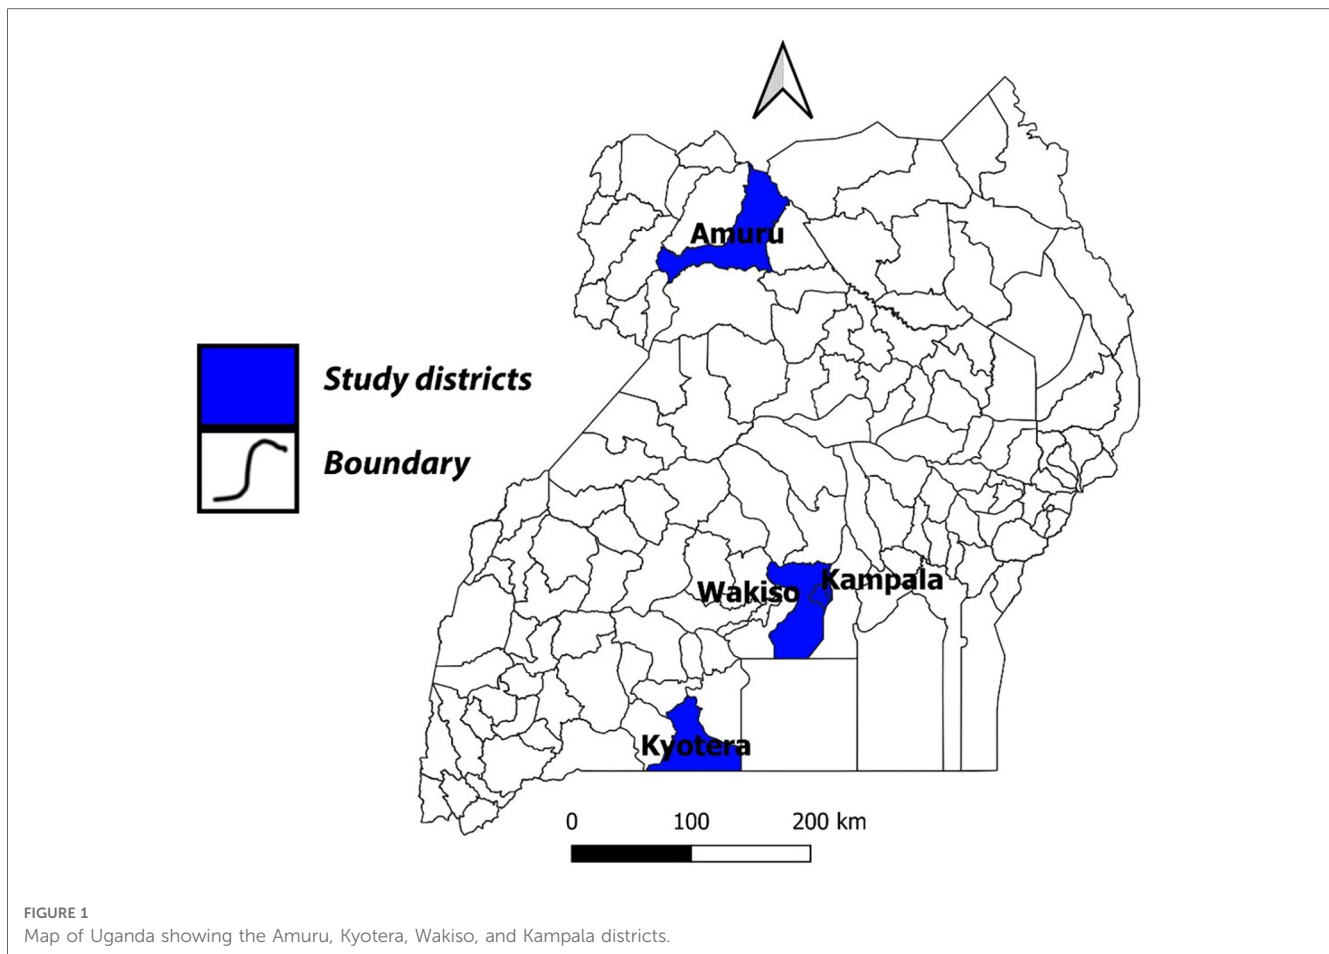 Amuru
Study districts
Boundary
Kampala
Wakiso
Kyotera
0 100 200 km
FIGURE 1
Map of Uganda showing the Amuru, Kyotera, Wakiso, and Kampala districts.